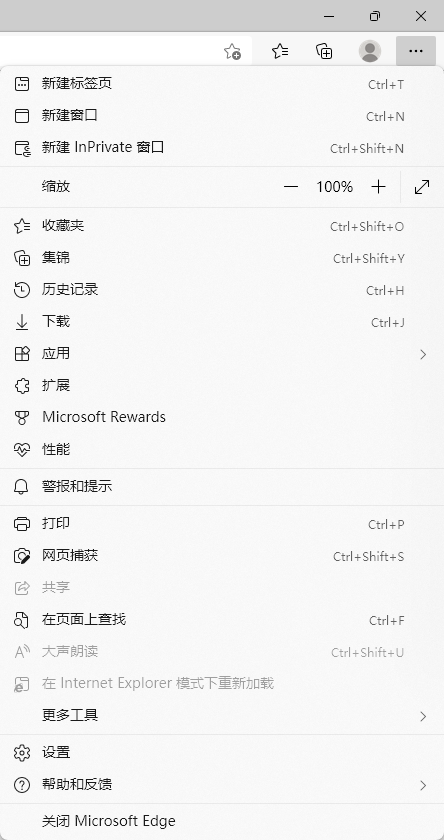 新建标签页 Ctrl+T
新建窗口 Ctrl+N
新建 InPrivate 窗口 Ctrl+Shift+N
缩放 100%
收藏夹 Ctrl+Shift+O
集锦 Ctrl+Shift+Y
历史记录 Ctrl+H
下载 Ctrl+J
应用
扩展
Microsoft Rewards
性能
警报和提示
打印 Ctrl+P
网页捕获 Ctrl+Shift+S
共享
在页面上查找 Ctrl+F
大声朗读 Ctrl+Shift+U
在 Internet Explorer 模式下重新加载
更多工具
设置
帮助和反馈
关闭 Microsoft Edge